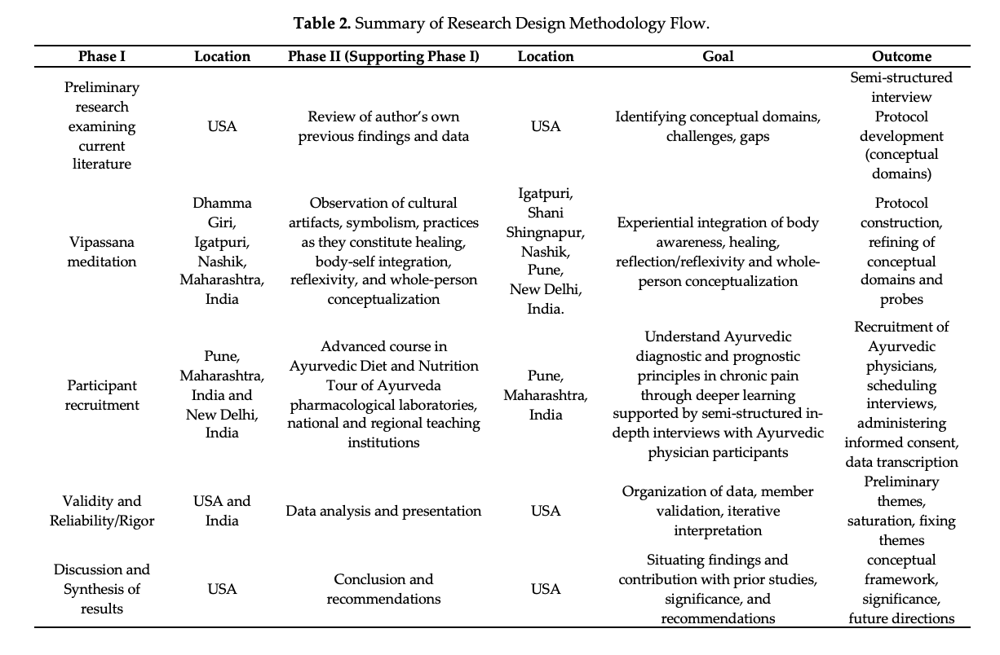 Table 2. Summary of Research Design Methodology Flow.
Phase I Location Phase II (Supporting Phase I) Location Goal Outcome
Preliminary
research
examining
current
literature
USA
Review of author's own
previous findings and data
USA
Identifying conceptual domains,
challenges, gaps
Semi-structured
interview
Protocol
development
(conceptual
domains)
Vipassana
meditation
Dhamma
Giri,
Igatpuri,
Nashik,
Maharashtra,
India
Observation of cultural
artifacts, symbolism, practices
as they constitute healing,
body-self integration,
reflexivity, and whole-person
conceptualization
Igatpuri,
Shani
Shingnapur,
Nashik,
Pune,
New Delhi,
India.
Experiential integration of body
awareness, healing,
reflection/reflexivity and whole-
person conceptualization
Protocol
construction,
refining of
conceptual
domains and
probes
Participant
recruitment
Pune,
Maharashtra,
India and
New Delhi,
India
Advanced course in
Ayurvedic Diet and Nutrition
Tour of Ayurveda
pharmacological laboratories,
national and regional teaching
institutions
Pune,
Maharashtra,
India
Understand Ayurvedic
diagnostic and prognostic
principles in chronic pain
through deeper learning
supported by semi-structured in-
depth interviews with Ayurvedic
physician participants
Recruitment of
Ayurvedic
physicians,
scheduling
interviews,
administering
informed consent,
data transcription
Validity and
Reliability/Rigor
USA and
India
Data analysis and presentation
USA
Organization of data, member
validation, iterative
interpretation
Preliminary
themes,
saturation, fixing
themes
Discussion and
Synthesis of
results
USA
Conclusion and
recommendations
USA
Situating findings and
contribution with prior studies,
significance, and
recommendations
conceptual
framework,
significance,
future directions